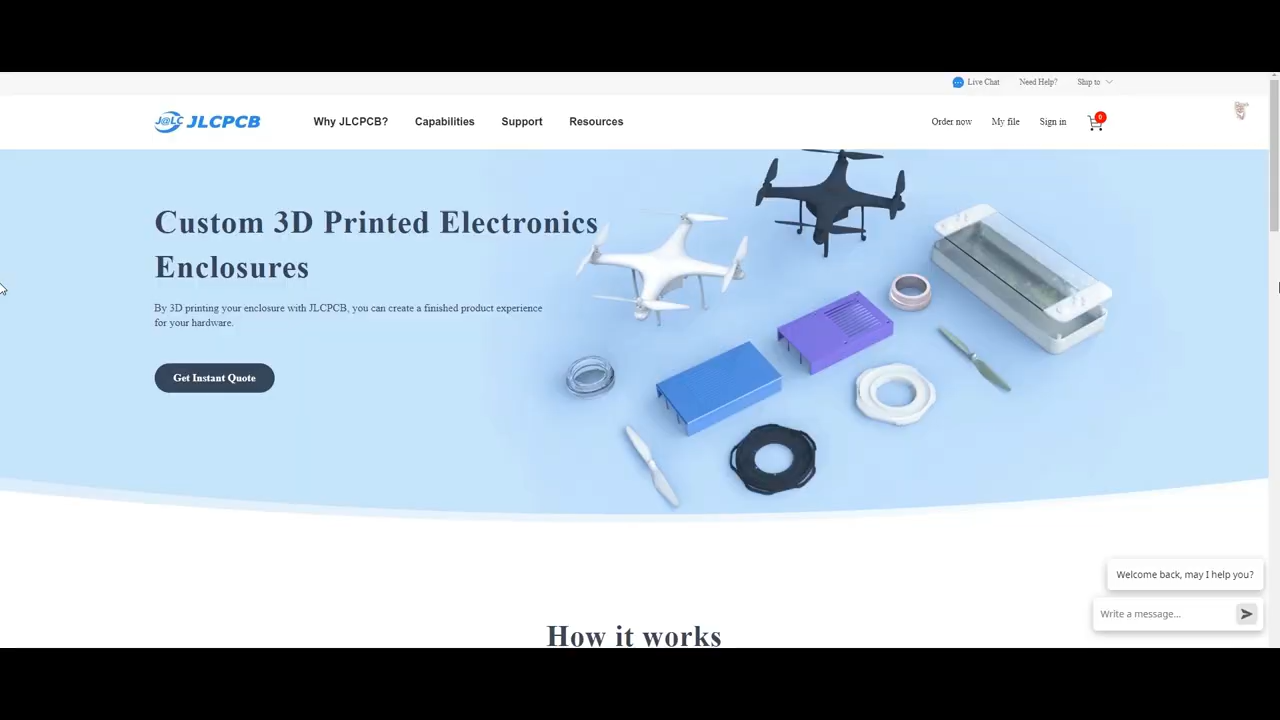 Live Chat Need Help? Ship to
J@LC JLCPCB Why JLCPCB? Capabilities Support Resources Order now My file Sign in 0
Custom 3D Printed Electronics
Enclosures
By 3D printing your enclosure with JLCPCB, you can create a finished product experience
for your hardware.
Get Instant Quote
Welcome back, may I help you?
Write a message...
How it works